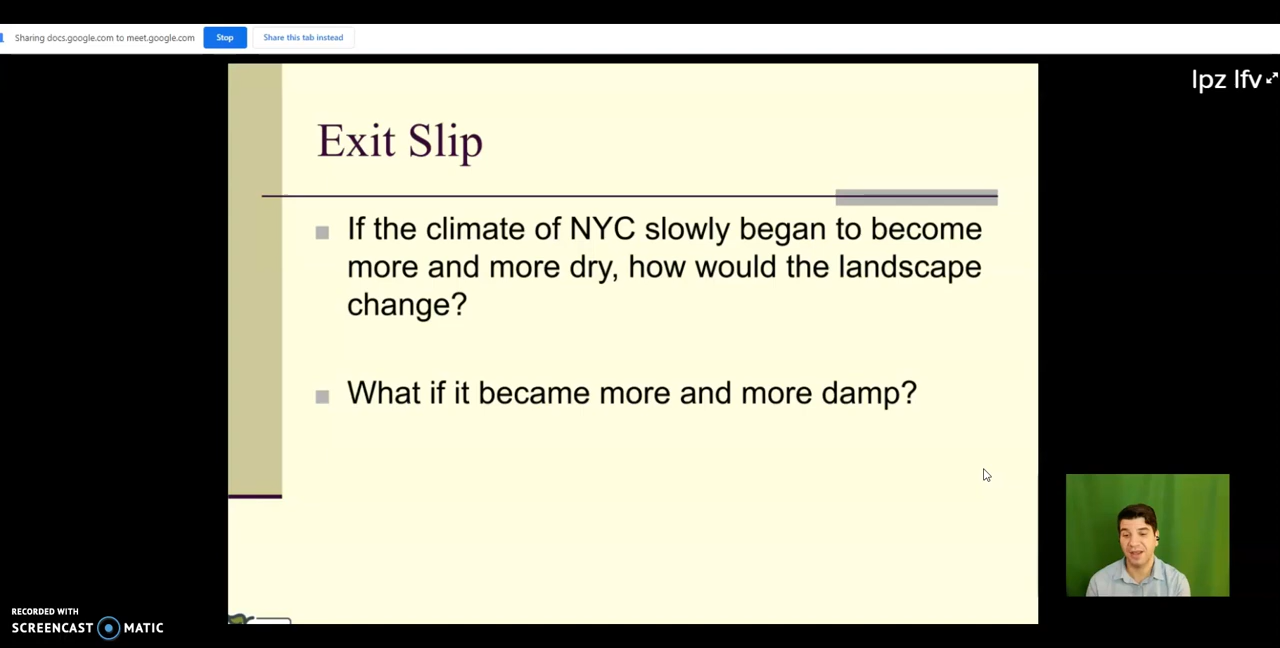 Sharing docs.google.com to meet.google.com Stop Share this tab instead
lpz lfv
Exit Slip
If the climate of NYC slowly began to become
more and more dry, how would the landscape
change?
What if it became more and more damp?
RECORDED WITH
SCREENCAST MATIC